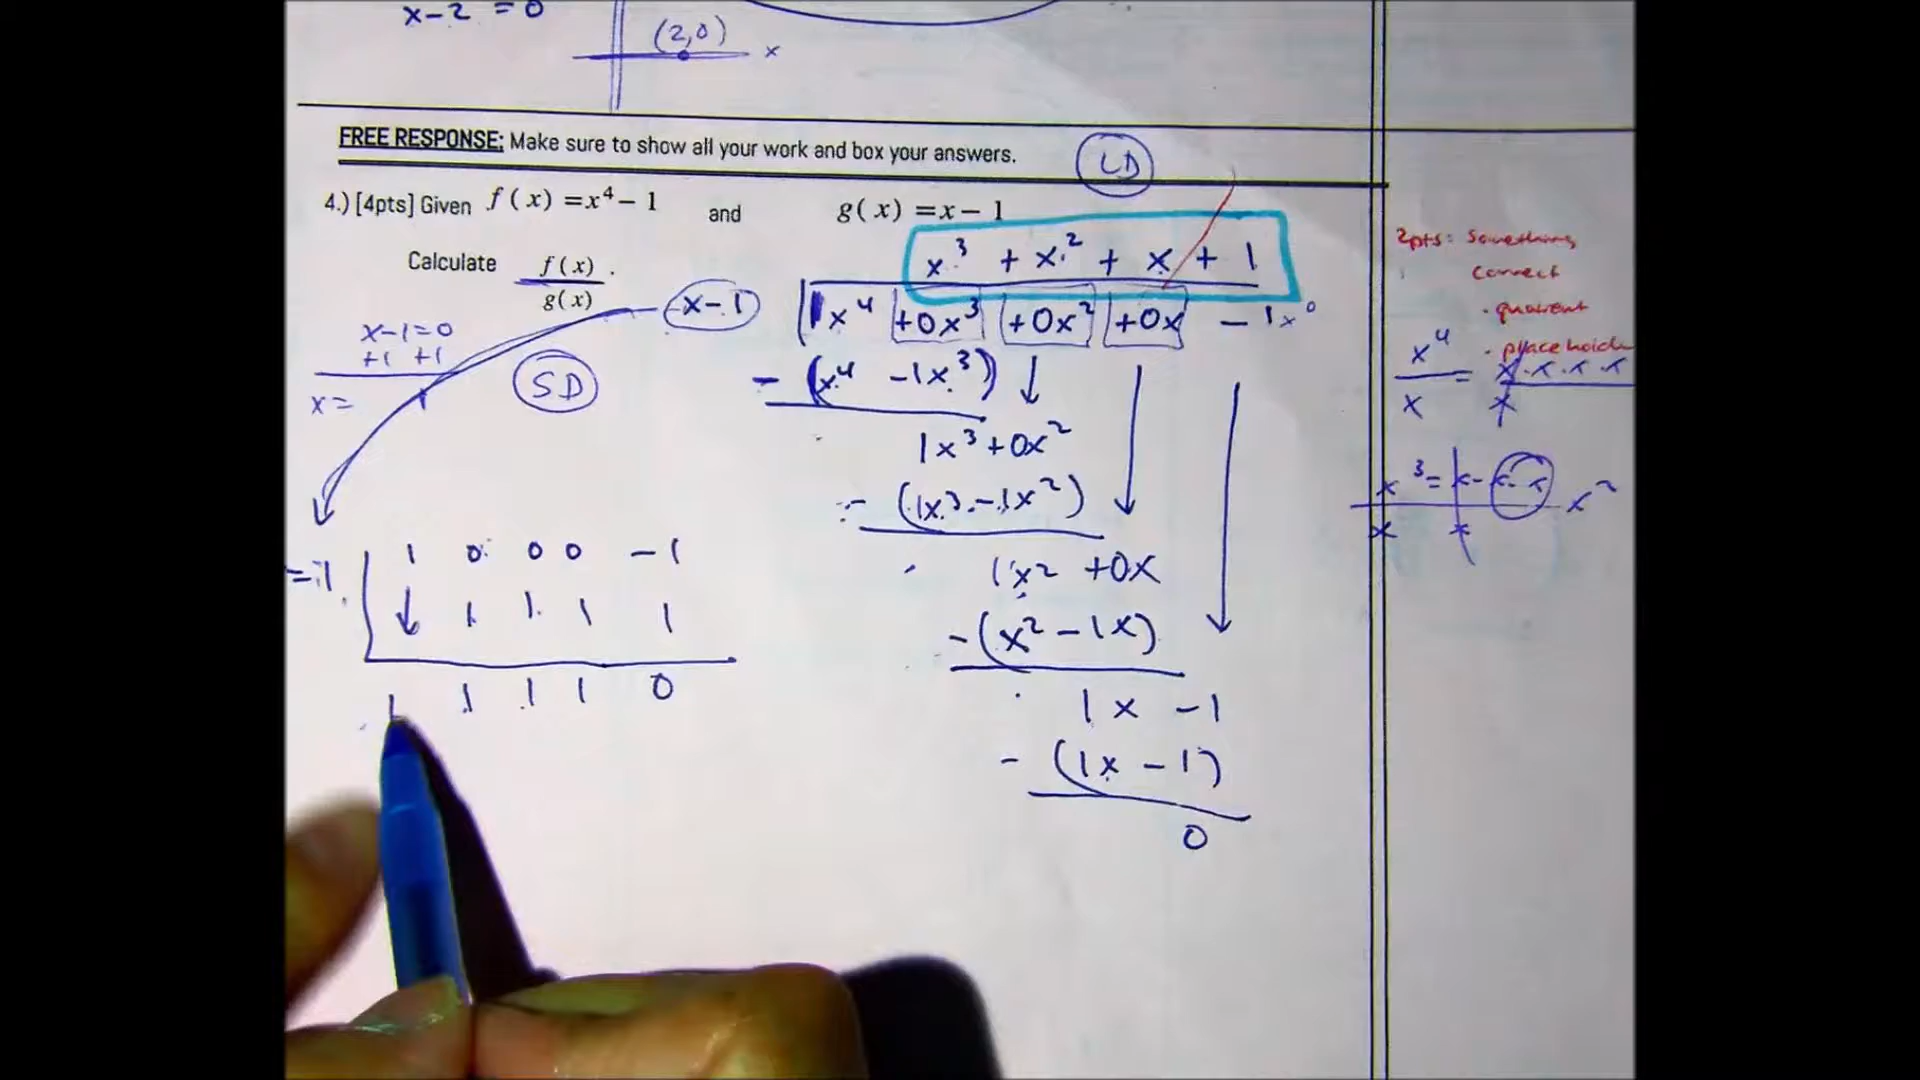 x-2 = 0
(2,0)
x
FREE RESPONSE: Make sure to show all your work and box your answers.
LD
4.) [4pts] Given f(x) = x⁴ - 1 and g(x) = x - 1
Calculate f(x)/g(x).
x³ + x² + x + 1
x-1
1x⁴ +0x³ +0x² +0x - 1x⁰
- (x⁴ -1x³)
1x³ +0x²
- (1x³ -1x²)
1x² +0x
- (x² -1x)
1x -1
- (1x -1)
0
x-1=0
+1 +1
x= 1
SD
1 0 0 0 -1
1 1 1 1
1 1 1 1 0
2pts: Something
correct
- quotient
x⁴/x = x·x·x·x/x
x³/x = x·x·x/x x²